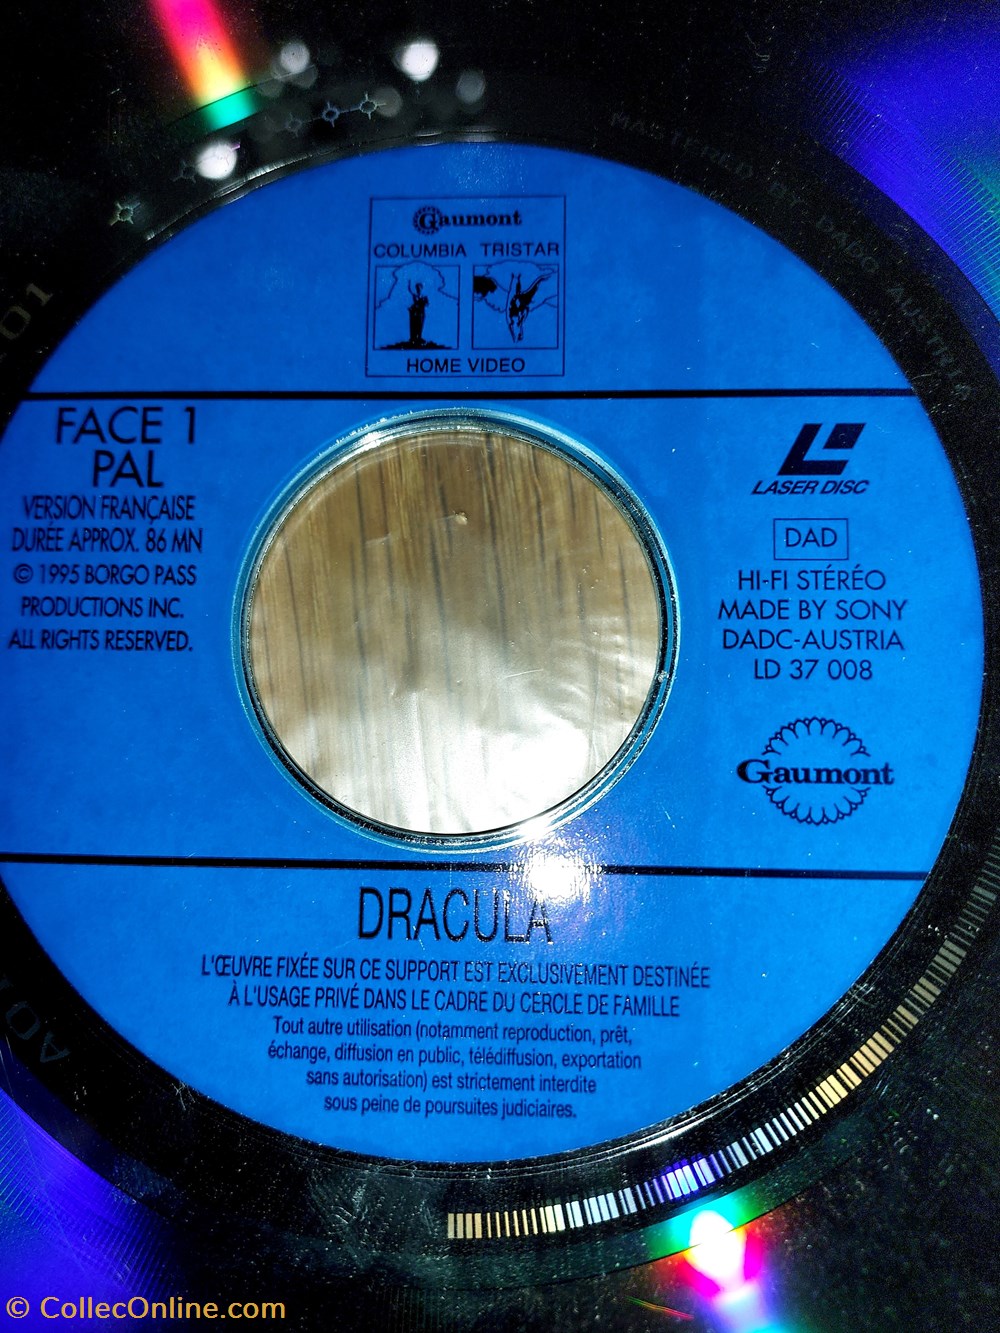 MASTERED BY DADC AUSTRIA
Gaumont
COLUMBIA TRISTAR
HOME VIDEO
FACE 1
PAL
VERSION FRANÇAISE
DURÉE APPROX. 86 MN
© 1995 BORGO PASS
PRODUCTIONS INC.
ALL RIGHTS RESERVED.
LASER DISC
DAD
HI-FI STÉRÉO
MADE BY SONY
DADC-AUSTRIA
LD 37 008
Gaumont
DRACULA
L'ŒUVRE FIXÉE SUR CE SUPPORT EST EXCLUSIVEMENT DESTINÉE
À L'USAGE PRIVÉ DANS LE CADRE DU CERCLE DE FAMILLE
Tout autre utilisation (notamment reproduction, prêt,
échange, diffusion en public, télédiffusion, exportation
sans autorisation) est strictement interdite
sous peine de poursuites judiciaires.
© CollecOnline.com